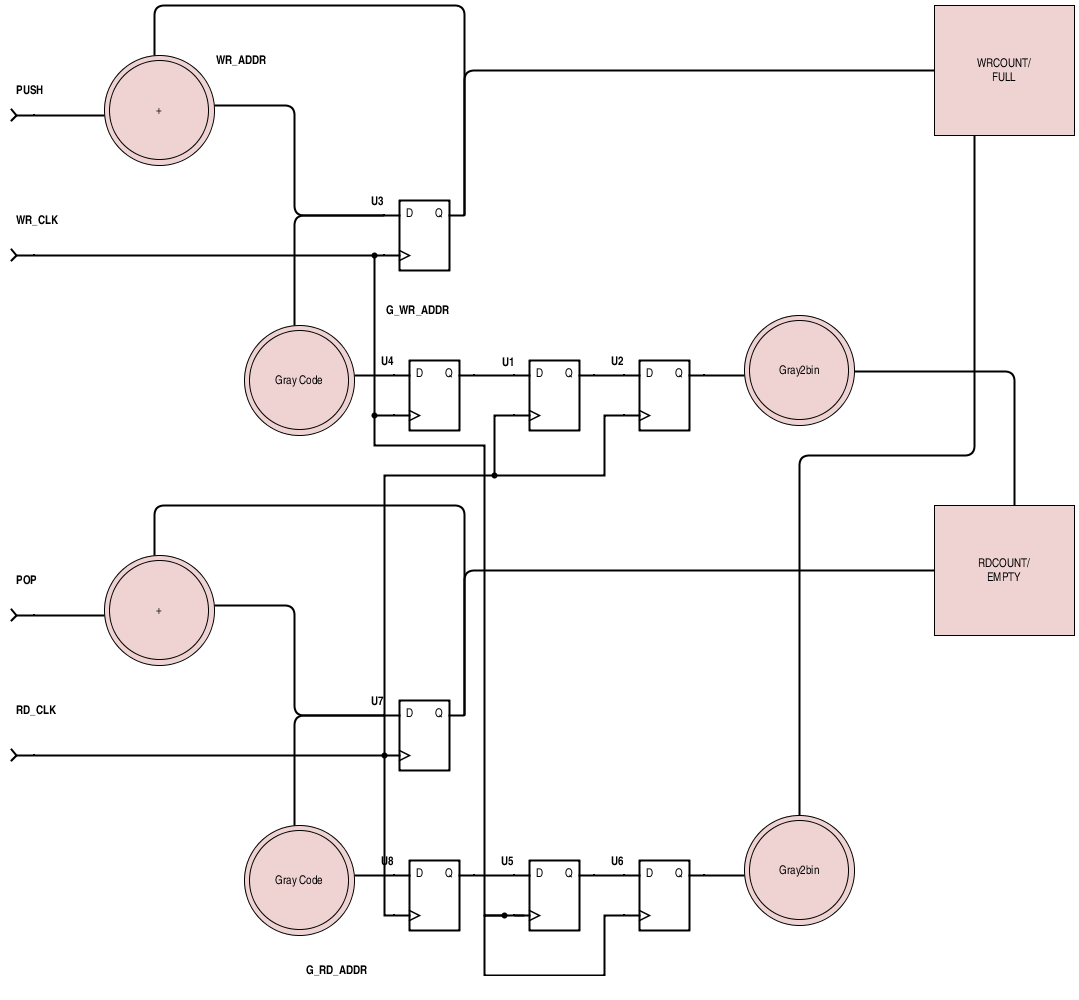 WR_ADDR
WRCOUNT/
FULL
PUSH
+
U3
D Q
WR_CLK
G_WR_ADDR
U4
D Q
U1
D Q
U2
D Q
Gray Code
Gray2bin
POP
+
RDCOUNT/
EMPTY
U7
D Q
RD_CLK
U8
D Q
U5
D Q
U6
D Q
Gray Code
Gray2bin
G_RD_ADDR